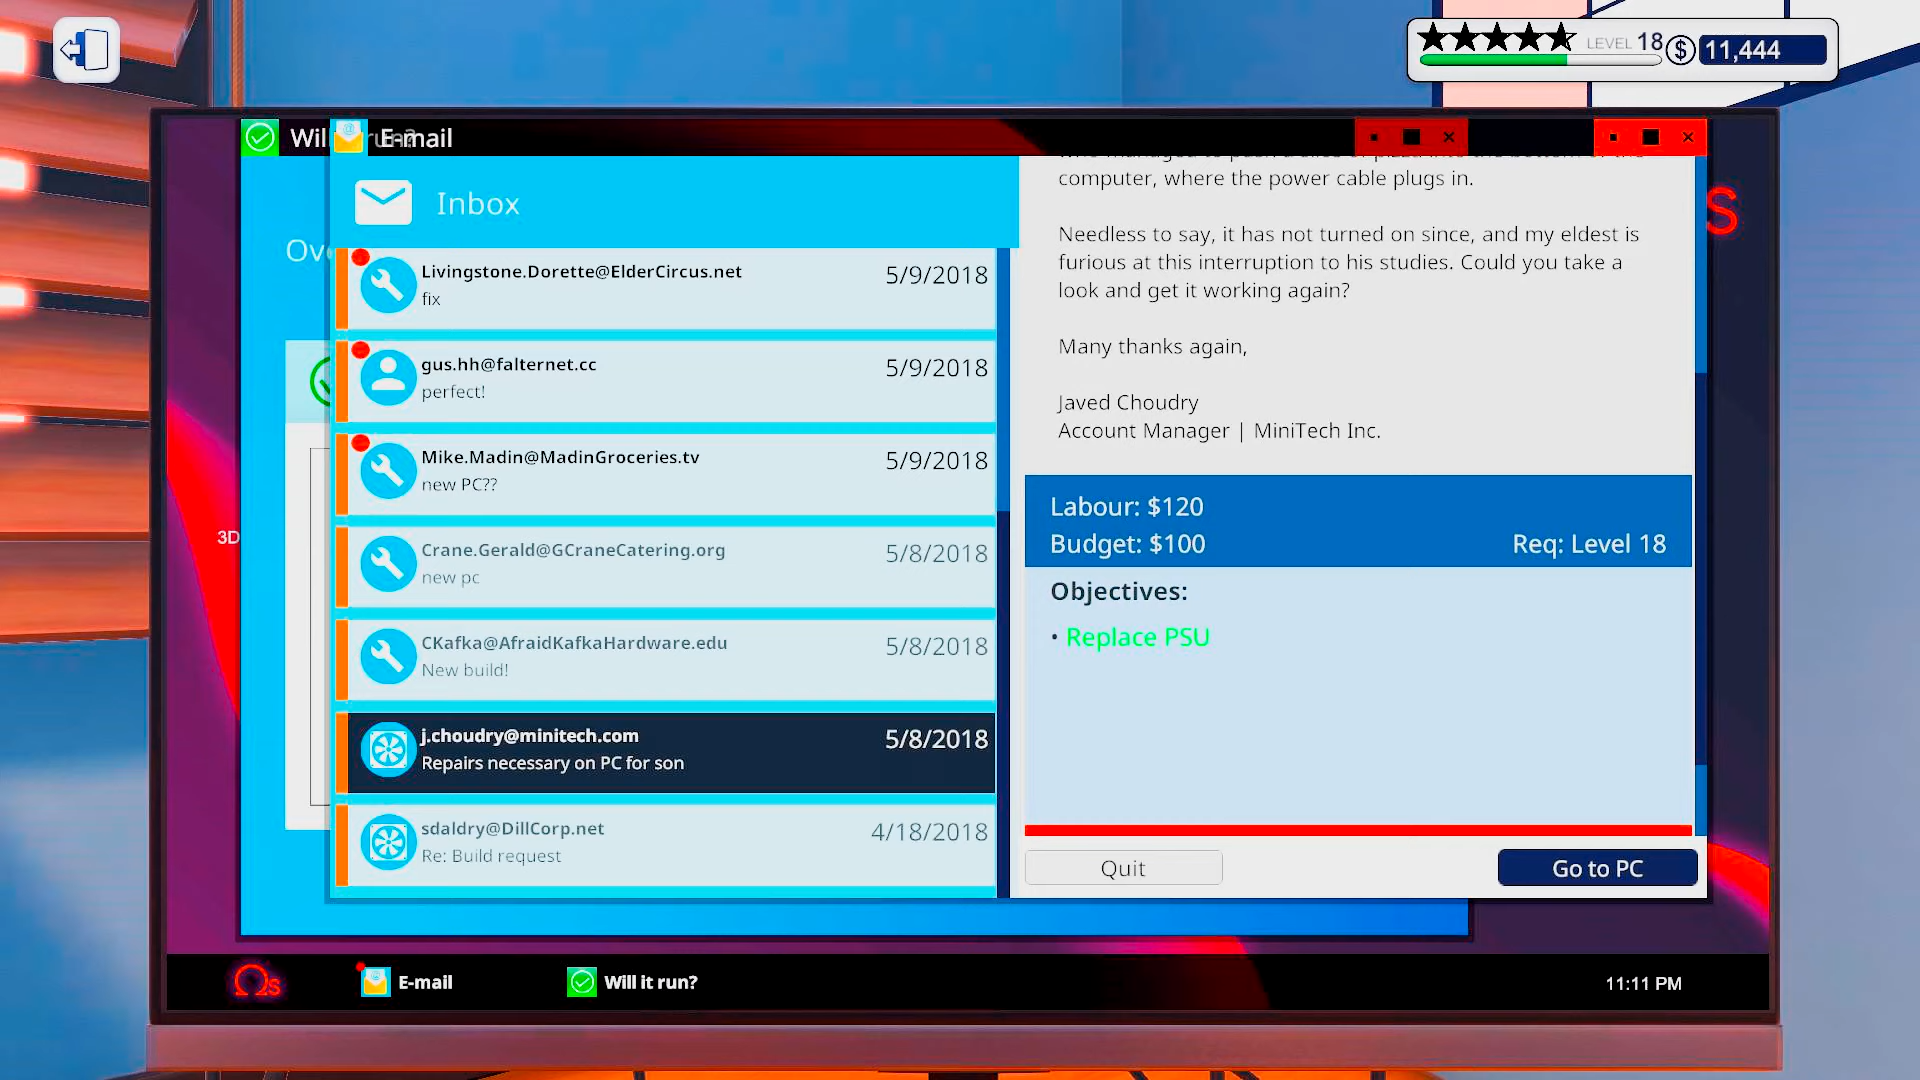 LEVEL 18
$ 11,444
Will
E-mail
Inbox
Livingstone.Dorette@ElderCircus.net
5/9/2018
fix
gus.hh@falternet.cc
5/9/2018
perfect!
Mike.Madin@MadinGroceries.tv
5/9/2018
new PC??
Crane.Gerald@GCraneCatering.org
5/8/2018
new pc
CKafka@AfraidKafkaHardware.edu
5/8/2018
New build!
j.choudry@minitech.com
5/8/2018
Repairs necessary on PC for son
sdaldry@DillCorp.net
4/18/2018
Re: Build request
computer, where the power cable plugs in.
Needless to say, it has not turned on since, and my eldest is
furious at this interruption to his studies. Could you take a
look and get it working again?
Many thanks again,
Javed Choudry
Account Manager | MiniTech Inc.
Labour: $120
Budget: $100
Req: Level 18
Objectives:
• Replace PSU
Quit
Go to PC
3D
S
E-mail
Will it run?
11:11 PM